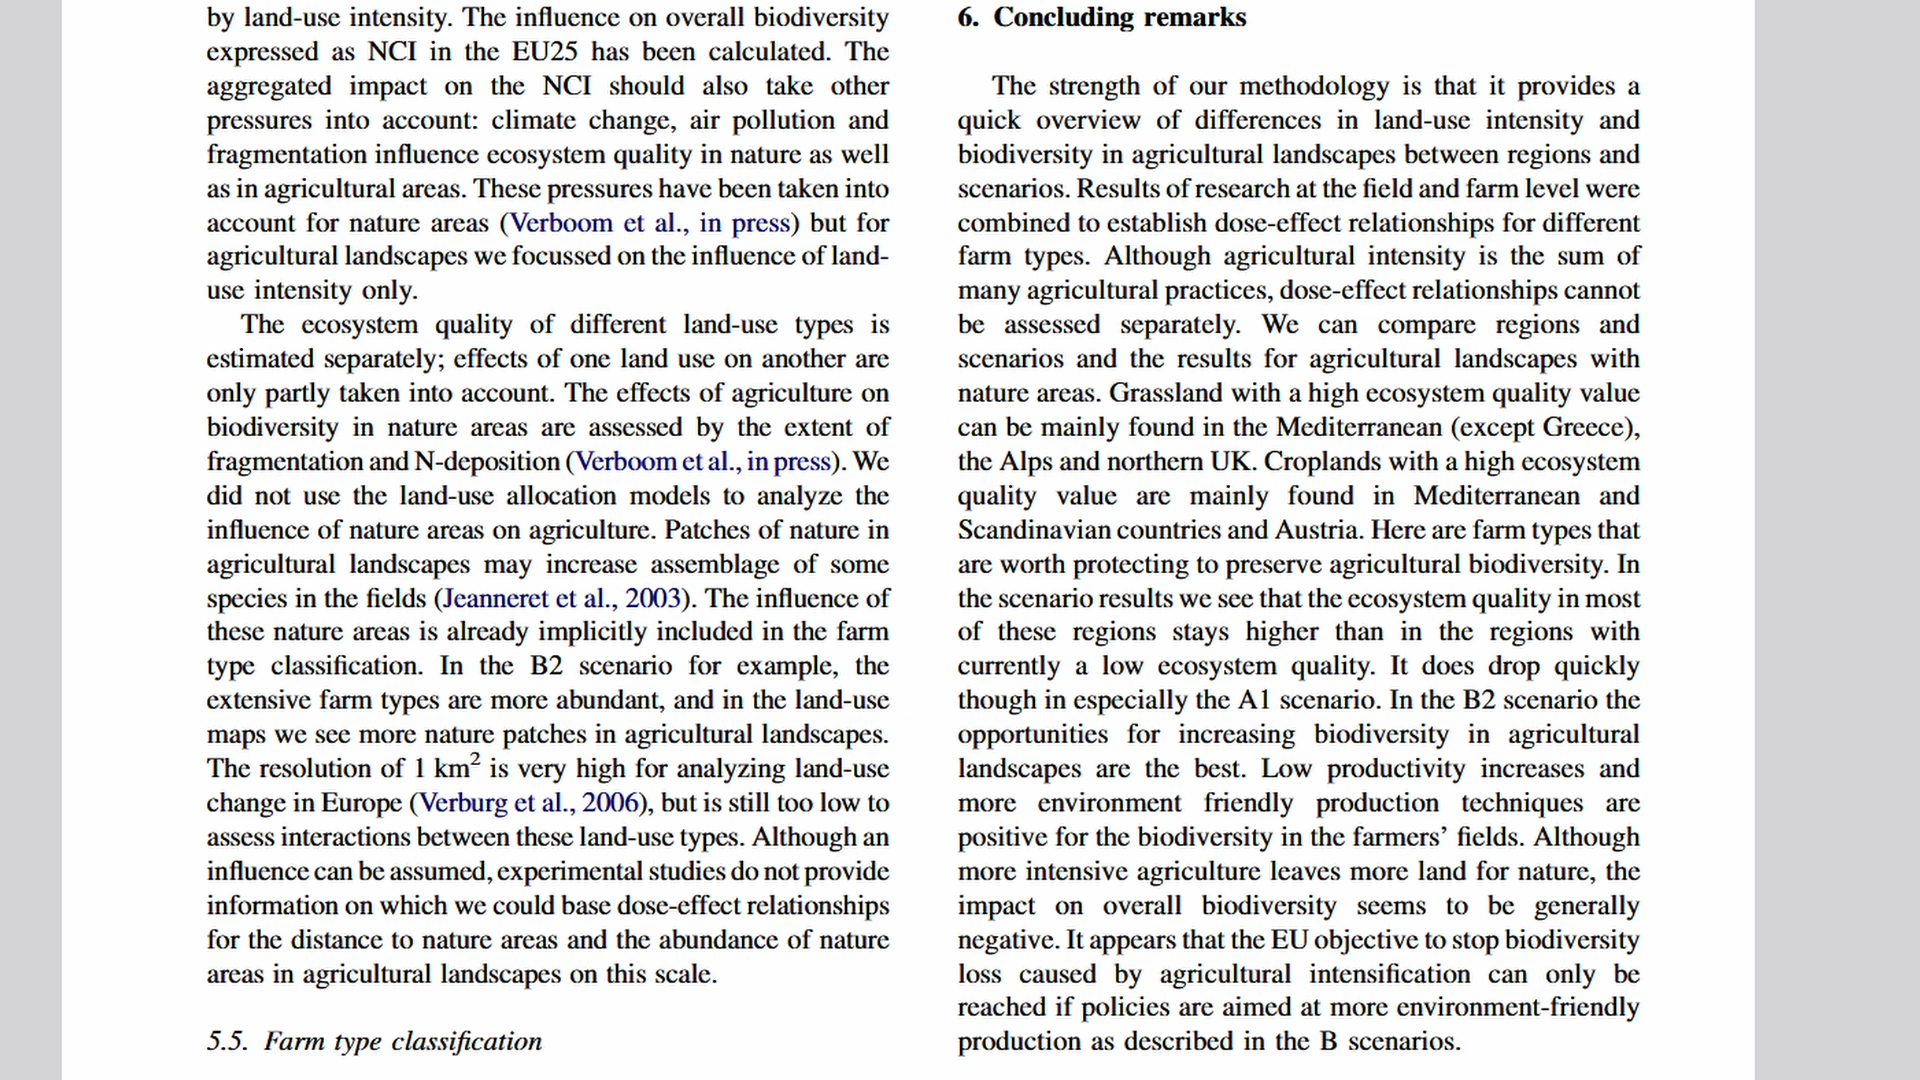 by land-use intensity. The influence on overall biodiversity
expressed as NCI in the EU25 has been calculated. The
aggregated impact on the NCI should also take other
pressures into account: climate change, air pollution and
fragmentation influence ecosystem quality in nature as well
as in agricultural areas. These pressures have been taken into
account for nature areas (Verboom et al., in press) but for
agricultural landscapes we focussed on the influence of land-
use intensity only.
The ecosystem quality of different land-use types is
estimated separately; effects of one land use on another are
only partly taken into account. The effects of agriculture on
biodiversity in nature areas are assessed by the extent of
fragmentation and N-deposition (Verboom et al., in press). We
did not use the land-use allocation models to analyze the
influence of nature areas on agriculture. Patches of nature in
agricultural landscapes may increase assemblage of some
species in the fields (Jeanneret et al., 2003). The influence of
these nature areas is already implicitly included in the farm
type classification. In the B2 scenario for example, the
extensive farm types are more abundant, and in the land-use
maps we see more nature patches in agricultural landscapes.
The resolution of 1 km² is very high for analyzing land-use
change in Europe (Verburg et al., 2006), but is still too low to
assess interactions between these land-use types. Although an
influence can be assumed, experimental studies do not provide
information on which we could base dose-effect relationships
for the distance to nature areas and the abundance of nature
areas in agricultural landscapes on this scale.
5.5. Farm type classification
6. Concluding remarks
The strength of our methodology is that it provides a
quick overview of differences in land-use intensity and
biodiversity in agricultural landscapes between regions and
scenarios. Results of research at the field and farm level were
combined to establish dose-effect relationships for different
farm types. Although agricultural intensity is the sum of
many agricultural practices, dose-effect relationships cannot
be assessed separately. We can compare regions and
scenarios and the results for agricultural landscapes with
nature areas. Grassland with a high ecosystem quality value
can be mainly found in the Mediterranean (except Greece),
the Alps and northern UK. Croplands with a high ecosystem
quality value are mainly found in Mediterranean and
Scandinavian countries and Austria. Here are farm types that
are worth protecting to preserve agricultural biodiversity. In
the scenario results we see that the ecosystem quality in most
of these regions stays higher than in the regions with
currently a low ecosystem quality. It does drop quickly
though in especially the A1 scenario. In the B2 scenario the
opportunities for increasing biodiversity in agricultural
landscapes are the best. Low productivity increases and
more environment friendly production techniques are
positive for the biodiversity in the farmers’ fields. Although
more intensive agriculture leaves more land for nature, the
impact on overall biodiversity seems to be generally
negative. It appears that the EU objective to stop biodiversity
loss caused by agricultural intensification can only be
reached if policies are aimed at more environment-friendly
production as described in the B scenarios.